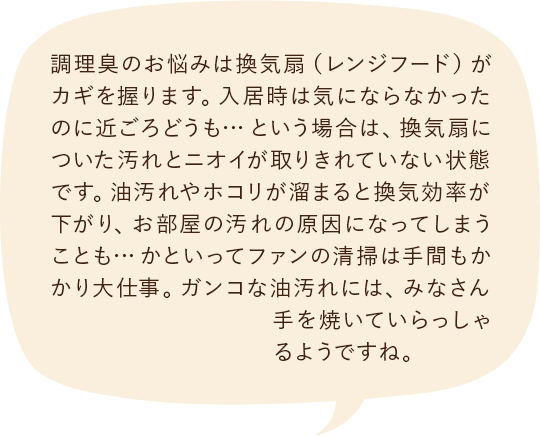 調理臭のお悩みは換気扇（レンジフード）が
カギを握ります。入居時は気にならなかった
のに近ごろどうも…という場合は、換気扇に
ついた汚れとニオイが取りきれていない状態
です。油汚れやホコリが溜まると換気効率が
下がり、お部屋の汚れの原因になってしまう
ことも…かといってファンの清掃は手間もか
かり大仕事。ガンコな油汚れには、みなさん
手を焼いていらっしゃ
るようですね。